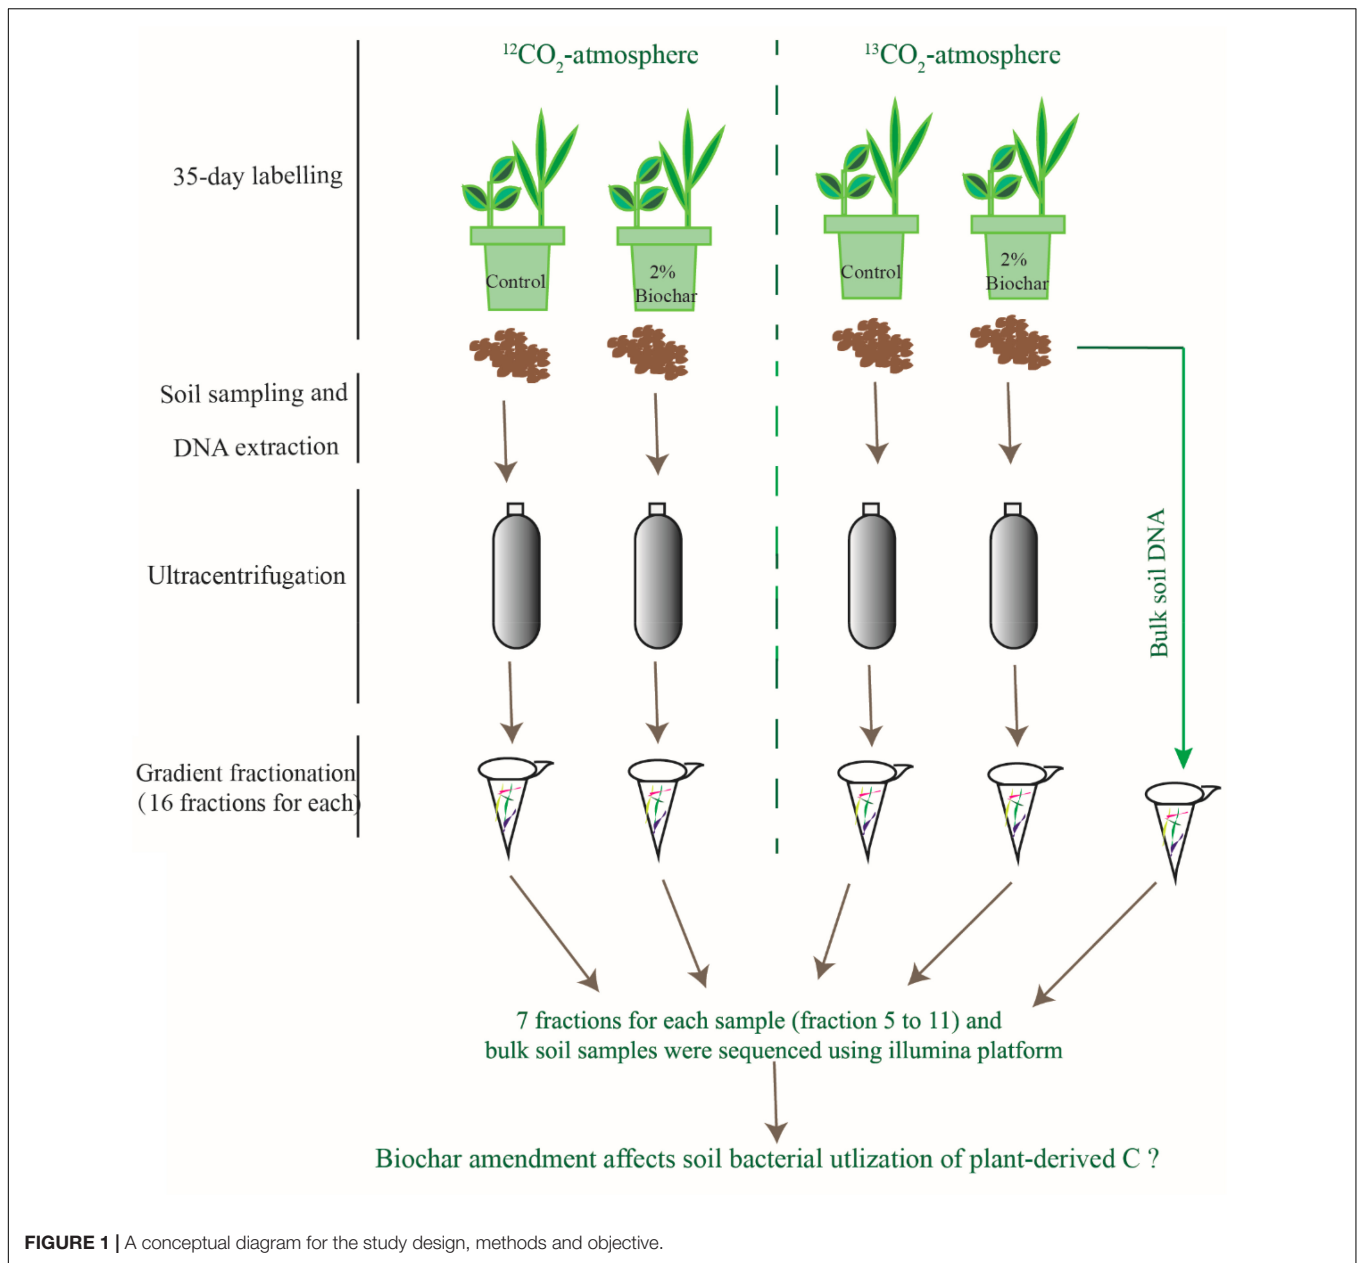 ¹²CO₂-atmosphere
¹³CO₂-atmosphere
35-day labelling
Control
2%
Biochar
Control
2%
Biochar
Soil sampling and
DNA extraction
Ultracentrifugation
Bulk soil DNA
Gradient fractionation
(16 fractions for each)
7 fractions for each sample (fraction 5 to 11) and
bulk soil samples were sequenced using illumina platform
Biochar amendment affects soil bacterial utlization of plant-derived C ?
FIGURE 1 | A conceptual diagram for the study design, methods and objective.